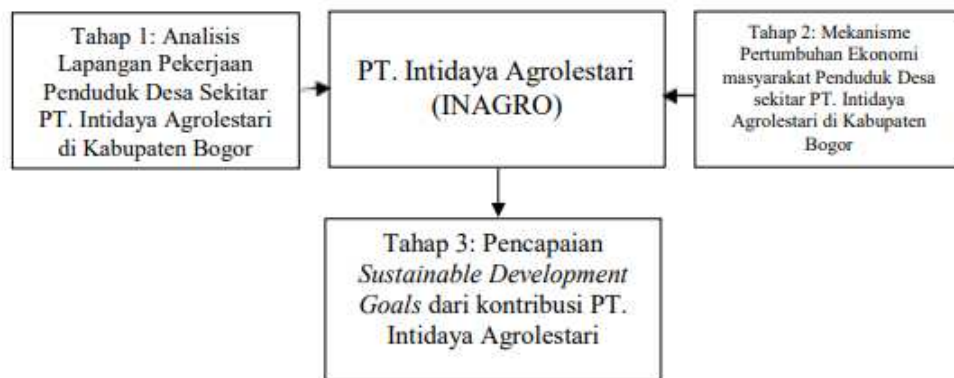 Tahap 1: Analisis
Lapangan Pekerjaan
Penduduk Desa Sekitar
PT. Intidaya Agrolestari
di Kabupaten Bogor
PT. Intidaya Agrolestari
(INAGRO)
Tahap 2: Mekanisme
Pertumbuhan Ekonomi
masyarakat Penduduk Desa
sekitar PT. Intidaya
Agrolestari di Kabupaten
Bogor
Tahap 3: Pencapaian
Sustainable Development
Goals dari kontribusi PT.
Intidaya Agrolestari